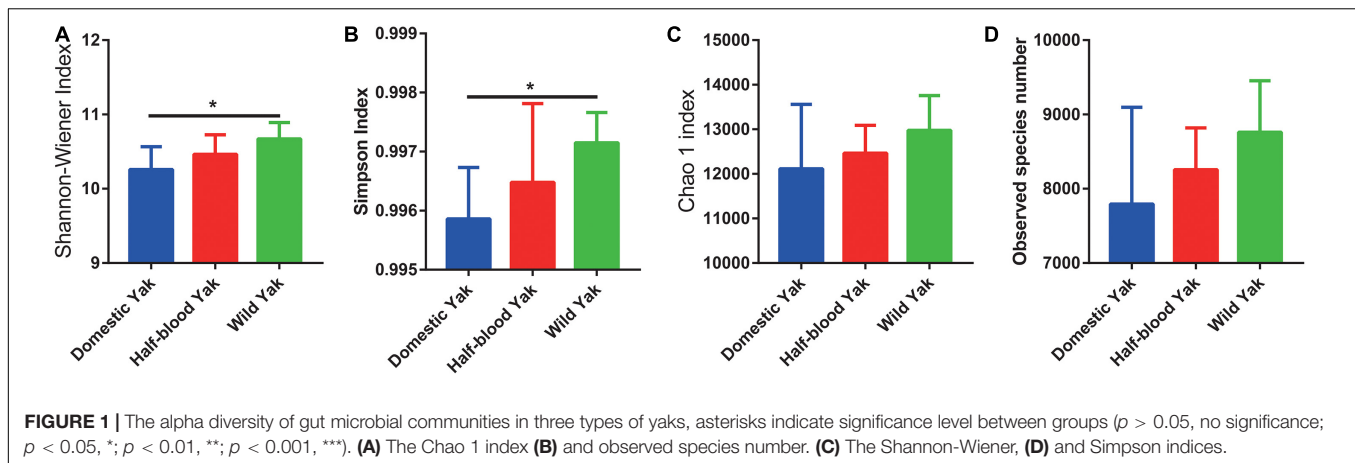 A
Shannon-Wiener Index
12
11
10
9
*
Domestic Yak
Half-blood Yak
Wild Yak
B
Simpson Index
0.999
0.998
0.997
0.996
0.995
*
Domestic Yak
Half-blood Yak
Wild Yak
C
Chao 1 index
15000
14000
13000
12000
11000
10000
Domestic Yak
Half-blood Yak
Wild Yak
D
Observed species number
10000
9000
8000
7000
Domestic Yak
Half-blood Yak
Wild Yak
FIGURE 1 | The alpha diversity of gut microbial communities in three types of yaks, asterisks indicate significance level between groups (p > 0.05, no significance;
p < 0.05, *; p < 0.01, **; p < 0.001, ***). (A) The Chao 1 index (B) and observed species number. (C) The Shannon-Wiener, (D) and Simpson indices.